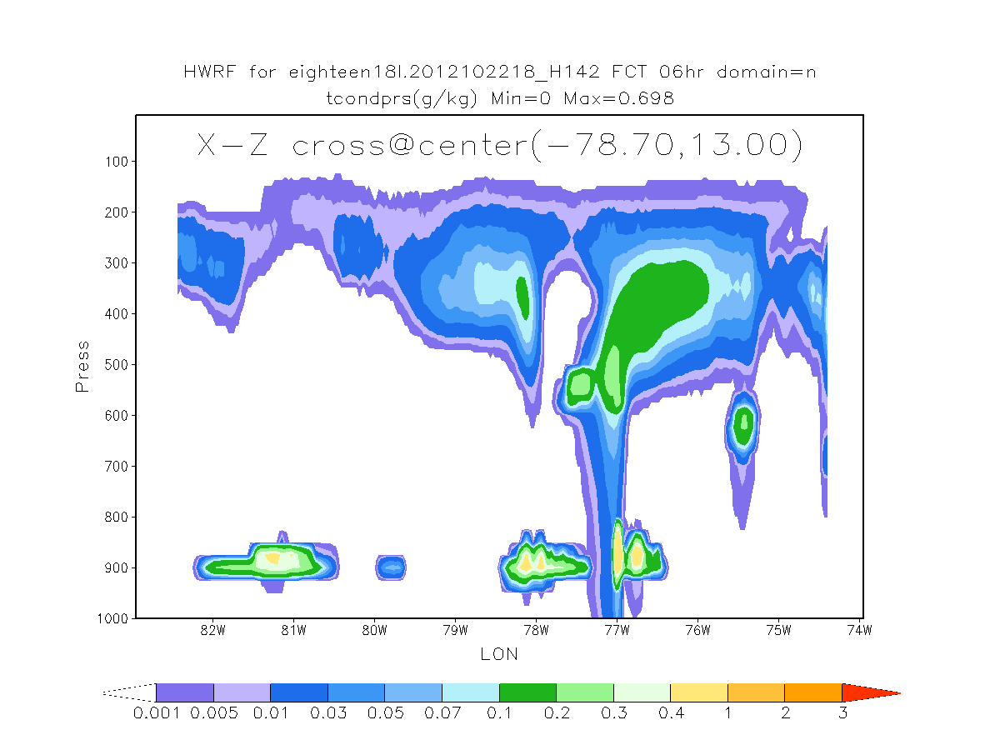 HWRF for eighteen18l.2012102218_H142 FCT 06hr domain=n
tcondprs(g/kg) Min=0 Max=0.698
X-Z cross@center(-78.70,13.00)
100
200
300
400
500
600
700
800
900
1000
Press
82W 81W 80W 79W 78W 77W 76W 75W 74W
LON
0.001 0.005 0.01 0.03 0.05 0.07 0.1 0.2 0.3 0.4 1 2 3